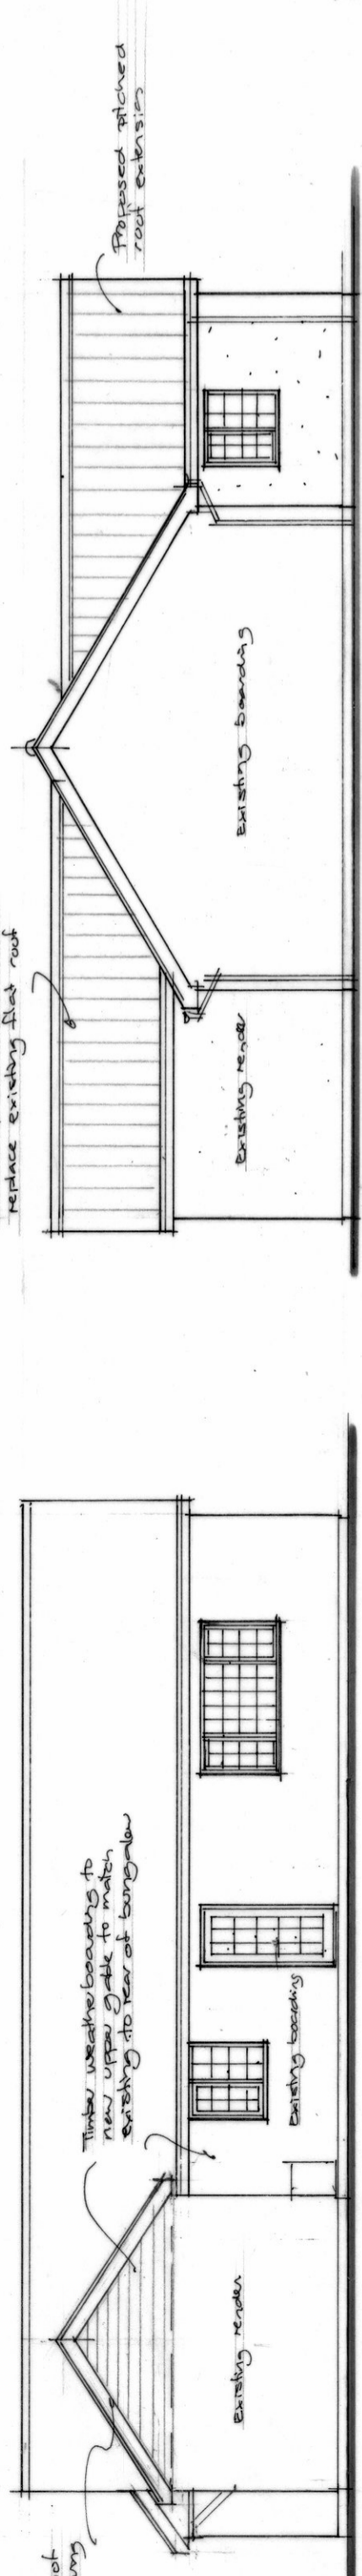 Proposed pitched
roof extension
replace existing flat roof
Existing boarding
Existing render
Timber weatherboarding to
new upper gable to match
existing to rear of bungalow
Existing boarding
Existing render